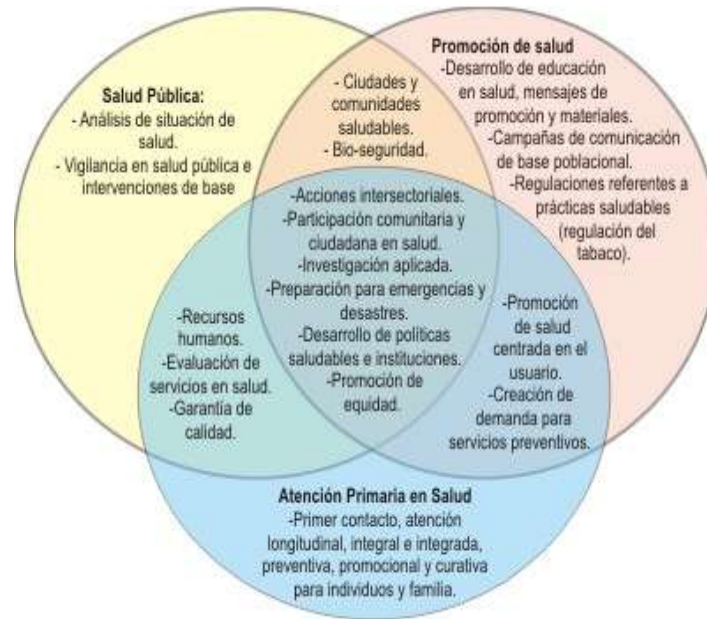 Salud Pública:
- Análisis de situación de
salud.
- Vigilancia en salud pública e
intervenciones de base
- Ciudades y
comunidades
saludables.
- Bio-seguridad.
Promoción de salud
-Desarrollo de educación
en salud, mensajes de
promoción y materiales.
-Campañas de comunicación
de base poblacional.
-Regulaciones referentes a
prácticas saludables
(regulación del
tabaco).
-Acciones intersectoriales.
-Participación comunitaria y
ciudadana en salud.
-Investigación aplicada.
-Preparación para emergencias y
desastres.
-Desarrollo de políticas
saludables e instituciones.
-Promoción de
equidad.
-Recursos
humanos.
-Evaluación de
servicios en salud.
-Garantía de
calidad.
-Promoción
de salud
centrada en el
usuario.
-Creación de
demanda para
servicios preventivos.
Atención Primaria en Salud
-Primer contacto, atención
longitudinal, integral e integrada,
preventiva, promocional y curativa
para individuos y familia.